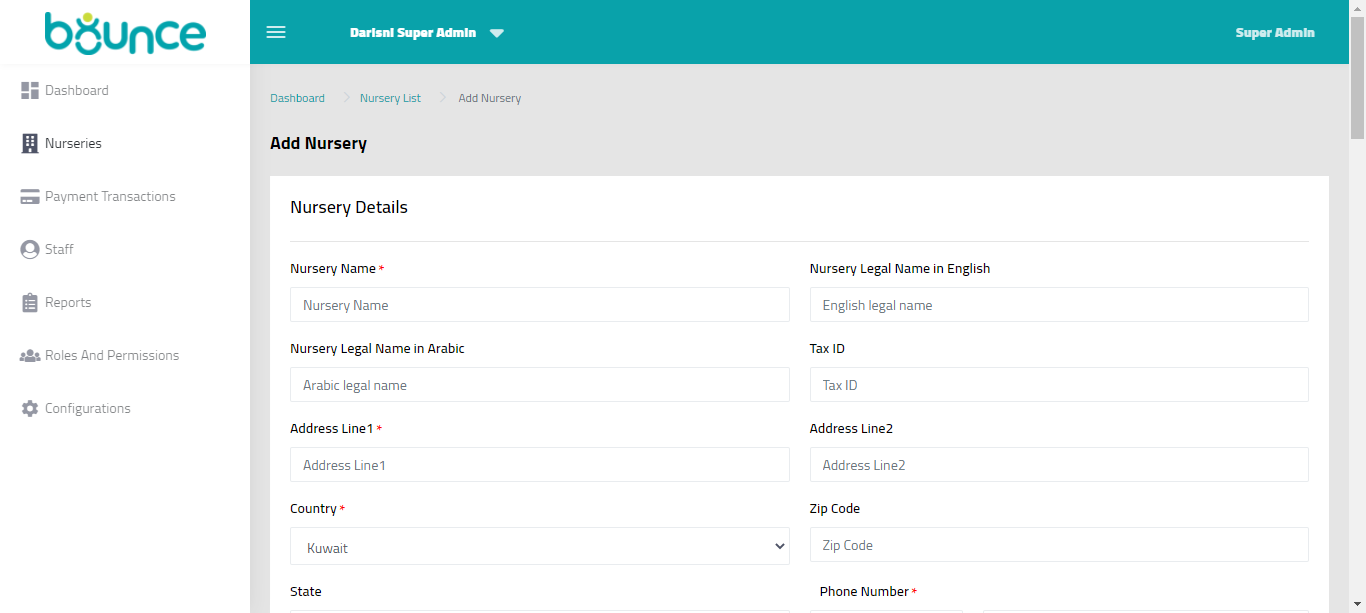 bounce
Darisni Super Admin
Super Admin
Dashboard
Nurseries
Payment Transactions
Staff
Reports
Roles And Permissions
Configurations
Dashboard Nursery List Add Nursery
Add Nursery
Nursery Details
Nursery Name * Nursery Legal Name in English
Nursery Name English legal name
Nursery Legal Name in Arabic Tax ID
Arabic legal name Tax ID
Address Line1 * Address Line2
Address Line1 Address Line2
Country * Zip Code
Kuwait Zip Code
State Phone Number *